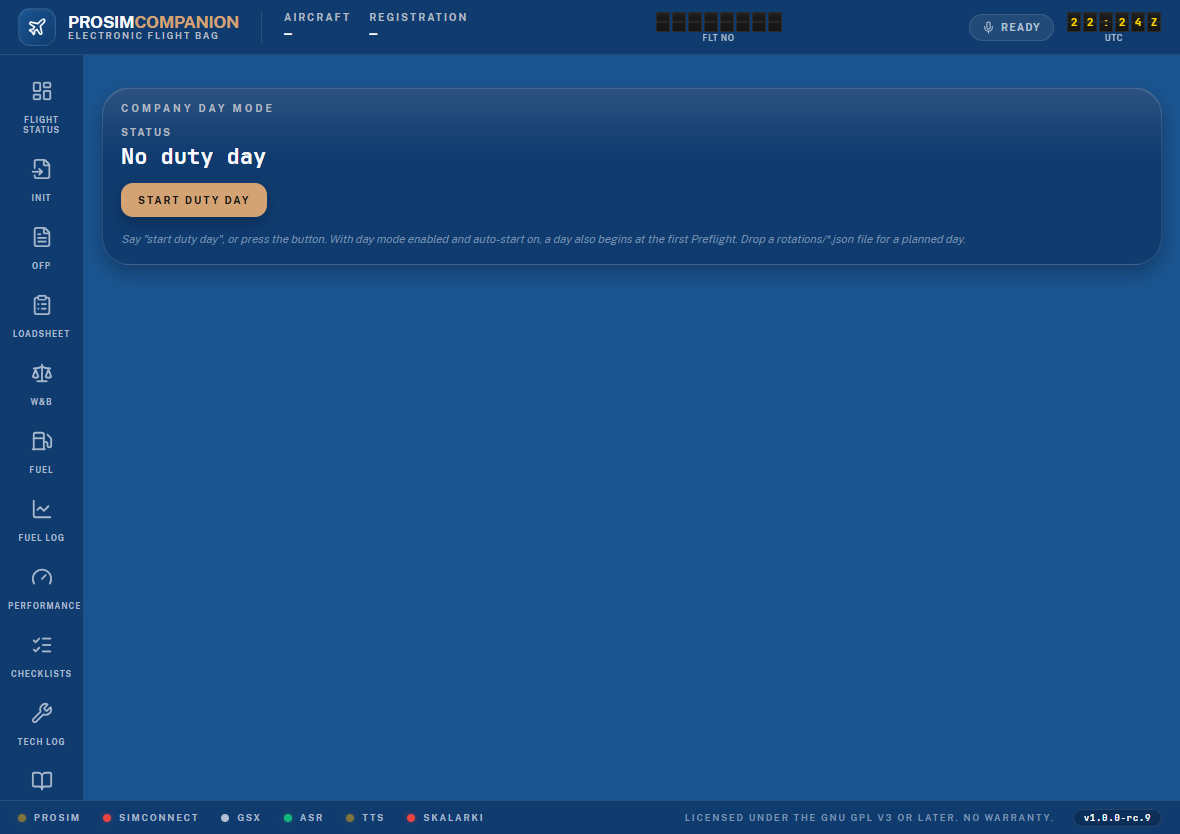 PROSIMCOMPANION
ELECTRONIC FLIGHT BAG
AIRCRAFT
–
REGISTRATION
–
FLT NO
READY
22:24Z
UTC
FLIGHT
STATUS
INIT
OFP
LOADSHEET
W&B
FUEL
FUEL LOG
PERFORMANCE
CHECKLISTS
TECH LOG
COMPANY DAY MODE
STATUS
No duty day
START DUTY DAY
Say "start duty day", or press the button. With day mode enabled and auto-start on, a day also begins at the first Preflight. Drop a rotations/*.json file for a planned day.
PROSIM
SIMCONNECT
GSX
ASR
TTS
SKALARKI
LICENSED UNDER THE GNU GPL V3 OR LATER. NO WARRANTY.
v1.0.0-rc.9